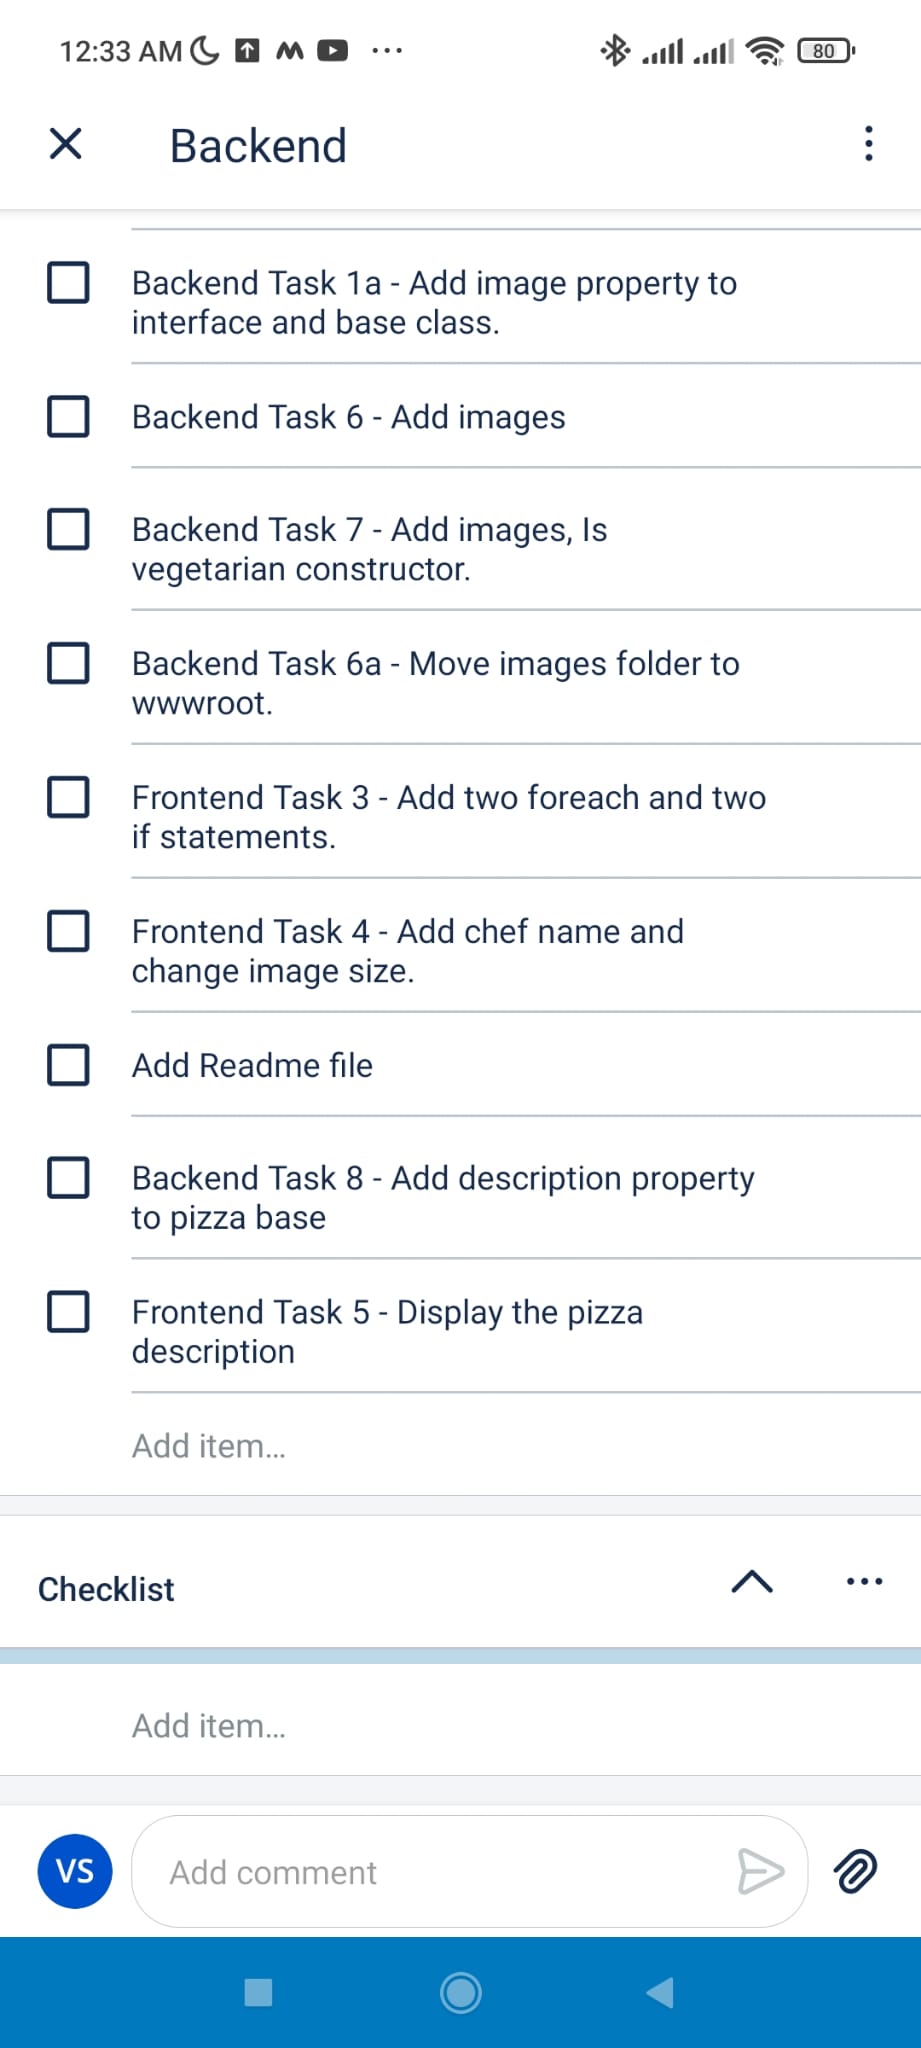 12:33 AM
80
Backend
Backend Task 1a - Add image property to
interface and base class.
Backend Task 6 - Add images
Backend Task 7 - Add images, Is
vegetarian constructor.
Backend Task 6a - Move images folder to
wwwroot.
Frontend Task 3 - Add two foreach and two
if statements.
Frontend Task 4 - Add chef name and
change image size.
Add Readme file
Backend Task 8 - Add description property
to pizza base
Frontend Task 5 - Display the pizza
description
Add item...
Checklist
Add item...
VS
Add comment